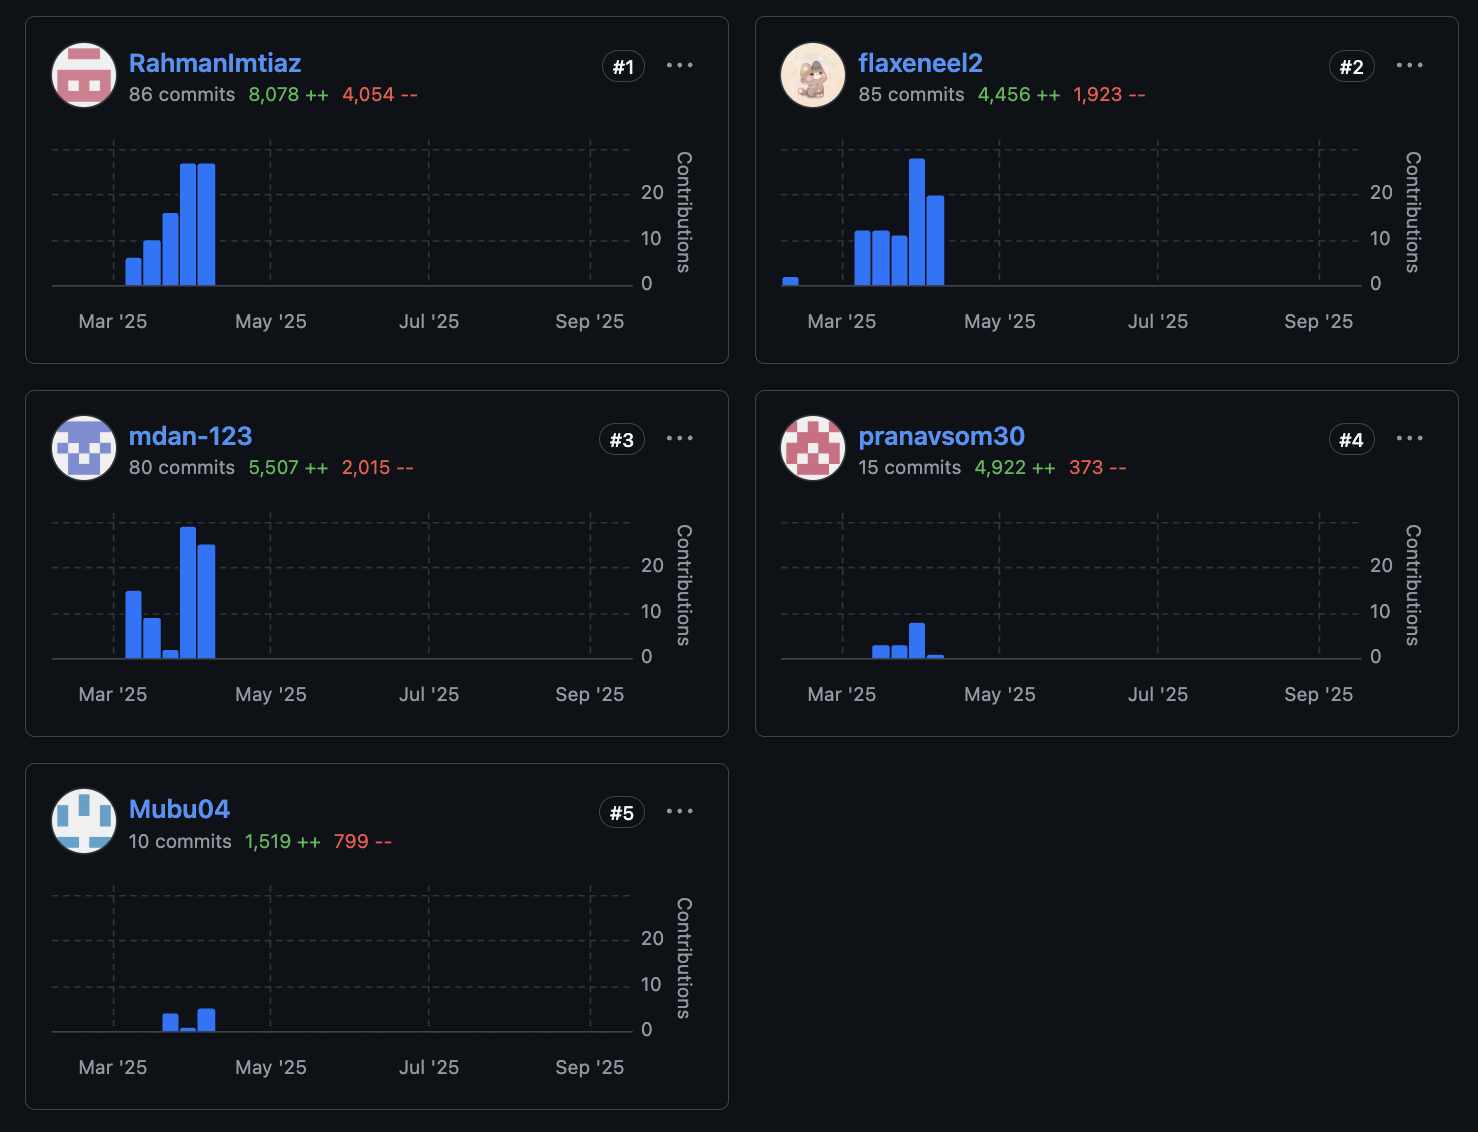 RahmanImtiaz
#1
86 commits 8,078 ++ 4,054 --
20
10
0
Contributions
Mar '25 May '25 Jul '25 Sep '25
flaxeneel2
#2
85 commits 4,456 ++ 1,923 --
20
10
0
Contributions
Mar '25 May '25 Jul '25 Sep '25
mdan-123
#3
80 commits 5,507 ++ 2,015 --
20
10
0
Contributions
Mar '25 May '25 Jul '25 Sep '25
pranavsom30
#4
15 commits 4,922 ++ 373 --
20
10
0
Contributions
Mar '25 May '25 Jul '25 Sep '25
Mubu04
#5
10 commits 1,519 ++ 799 --
20
10
0
Contributions
Mar '25 May '25 Jul '25 Sep '25